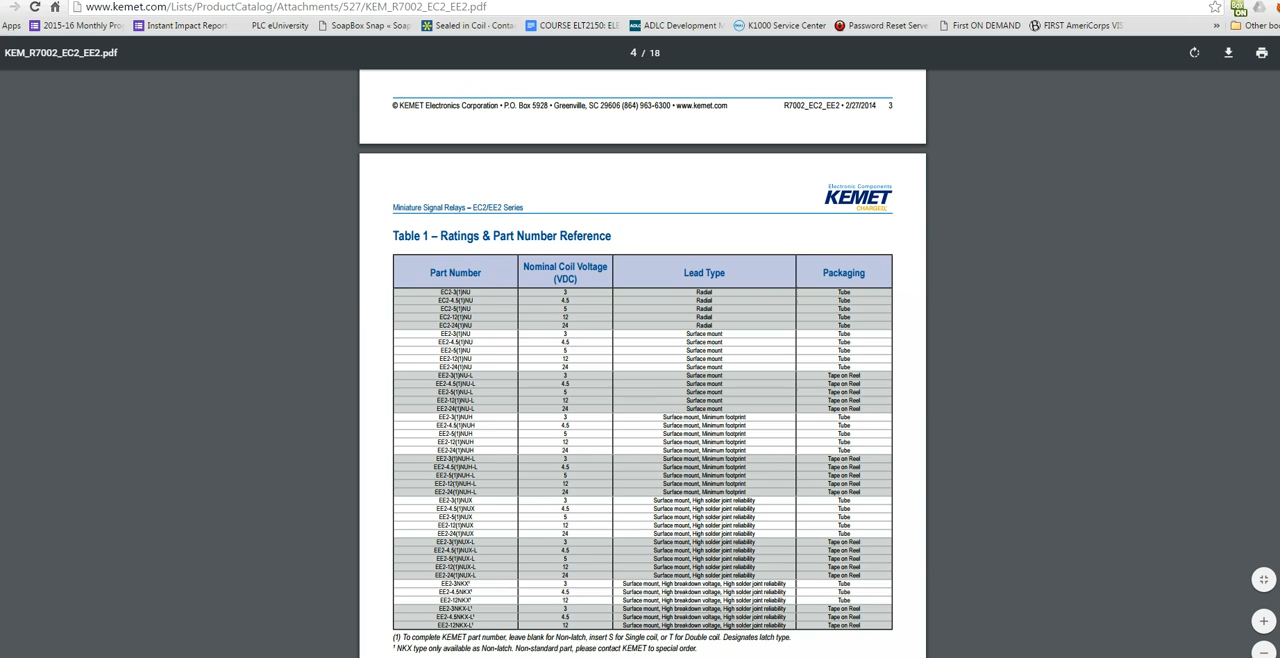 www.kemet.com/Lists/ProductCatalog/Attachments/527/KEM_R7002_EC2_EE2.pdf
Apps 2015-16 Monthly Pro Instant Impact Report PLC eUniversity SoapBox Snap « Soap Sealed in Coil - Conta COURSE ELT2150: ELE ADLC Development M K1000 Service Center Password Reset Serve First ON DEMAND FIRST AmeriCorps VIS » Other boo
KEM_R7002_EC2_EE2.pdf 4 / 18
© KEMET Electronics Corporation • P.O. Box 5928 • Greenville, SC 29606 (864) 963-6300 • www.kemet.com R7002_EC2_EE2 • 2/27/2014 3
Electronic Components
KEMET
CHARGED.
Miniature Signal Relays – EC2/EE2 Series
Table 1 – Ratings & Part Number Reference
Part Number Nominal Coil Voltage (VDC) Lead Type Packaging
EC2-3(1)NU 3 Radial Tube
EC2-4.5(1)NU 4.5 Radial Tube
EC2-5(1)NU 5 Radial Tube
EC2-12(1)NU 12 Radial Tube
EC2-24(1)NU 24 Radial Tube
EE2-3(1)NU 3 Surface mount Tube
EE2-4.5(1)NU 4.5 Surface mount Tube
EE2-5(1)NU 5 Surface mount Tube
EE2-12(1)NU 12 Surface mount Tube
EE2-24(1)NU 24 Surface mount Tube
EE2-3(1)NU-L 3 Surface mount Tape on Reel
EE2-4.5(1)NU-L 4.5 Surface mount Tape on Reel
EE2-5(1)NU-L 5 Surface mount Tape on Reel
EE2-12(1)NU-L 12 Surface mount Tape on Reel
EE2-24(1)NU-L 24 Surface mount Tape on Reel
EE2-3(1)NUH 3 Surface mount, Minimum footprint Tube
EE2-4.5(1)NUH 4.5 Surface mount, Minimum footprint Tube
EE2-5(1)NUH 5 Surface mount, Minimum footprint Tube
EE2-12(1)NUH 12 Surface mount, Minimum footprint Tube
EE2-24(1)NUH 24 Surface mount, Minimum footprint Tube
EE2-3(1)NUH-L 3 Surface mount, Minimum footprint Tape on Reel
EE2-4.5(1)NUH-L 4.5 Surface mount, Minimum footprint Tape on Reel
EE2-5(1)NUH-L 5 Surface mount, Minimum footprint Tape on Reel
EE2-12(1)NUH-L 12 Surface mount, Minimum footprint Tape on Reel
EE2-24(1)NUH-L 24 Surface mount, Minimum footprint Tape on Reel
EE2-3(1)NUX 3 Surface mount, High solder joint reliability Tube
EE2-4.5(1)NUX 4.5 Surface mount, High solder joint reliability Tube
EE2-5(1)NUX 5 Surface mount, High solder joint reliability Tube
EE2-12(1)NUX 12 Surface mount, High solder joint reliability Tube
EE2-24(1)NUX 24 Surface mount, High solder joint reliability Tube
EE2-3(1)NUX-L 3 Surface mount, High solder joint reliability Tape on Reel
EE2-4.5(1)NUX-L 4.5 Surface mount, High solder joint reliability Tape on Reel
EE2-5(1)NUX-L 5 Surface mount, High solder joint reliability Tape on Reel
EE2-12(1)NUX-L 12 Surface mount, High solder joint reliability Tape on Reel
EE2-24(1)NUX-L 24 Surface mount, High solder joint reliability Tape on Reel
EE2-3NKX¹ 3 Surface mount, High breakdown voltage, High solder joint reliability Tube
EE2-4.5NKX¹ 4.5 Surface mount, High breakdown voltage, High solder joint reliability Tube
EE2-12NKX¹ 12 Surface mount, High breakdown voltage, High solder joint reliability Tube
EE2-3NKX-L¹ 3 Surface mount, High breakdown voltage, High solder joint reliability Tape on Reel
EE2-4.5NKX-L¹ 4.5 Surface mount, High breakdown voltage, High solder joint reliability Tape on Reel
EE2-12NKX-L¹ 12 Surface mount, High breakdown voltage, High solder joint reliability Tape on Reel
(1) To complete KEMET part number, leave blank for Non-latch, insert S for Single coil, or T for Double coil. Designates latch type.
¹ NKX type only available as Non-latch. Non-standard part, please contact KEMET to special order.